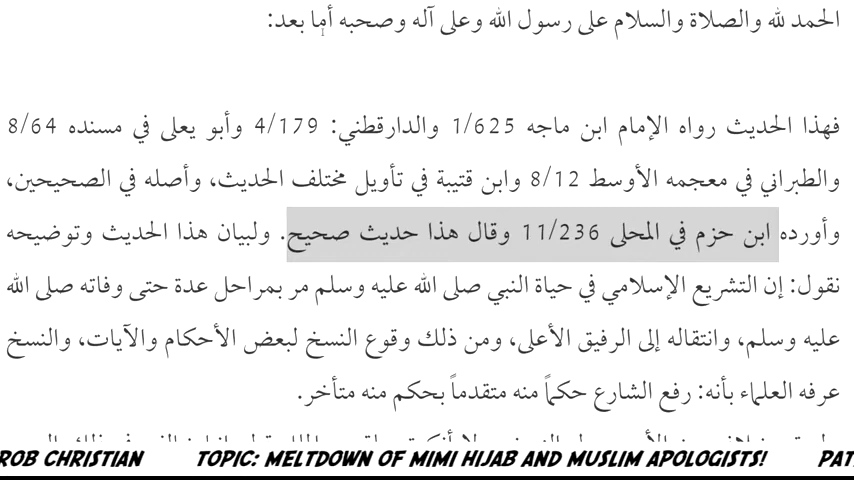 الحمد لله والصلاة والسلام على رسول الله وعلى آله وصحبه أما بعد:
فهذا الحديث رواه الإمام ابن ماجه 1/625 والدارقطني: 4/179 وأبو يعلى في مسنده 8/64
والطبراني في معجمه الأوسط 8/12 وابن قتيبة في تأويل مختلف الحديث، وأصله في الصحيحين،
وأورده ابن حزم في المحلى 11/236 وقال هذا حديث صحيح. ولبيان هذا الحديث وتوضيحه
نقول: إن التشريع الإسلامي في حياة النبي صلى الله عليه وسلم مر بمراحل عدة حتى وفاته صلى الله
عليه وسلم، وانتقاله إلى الرفيق الأعلى، ومن ذلك وقوع النسخ لبعض الأحكام والآيات، والنسخ
عرفه العلماء بأنه: رفع الشارع حكماً منه متقدماً بحكم منه متأخر.
ROB CHRISTIAN TOPIC: MELTDOWN OF MIMI HIJAB AND MUSLIM APOLOGISTS! PAT